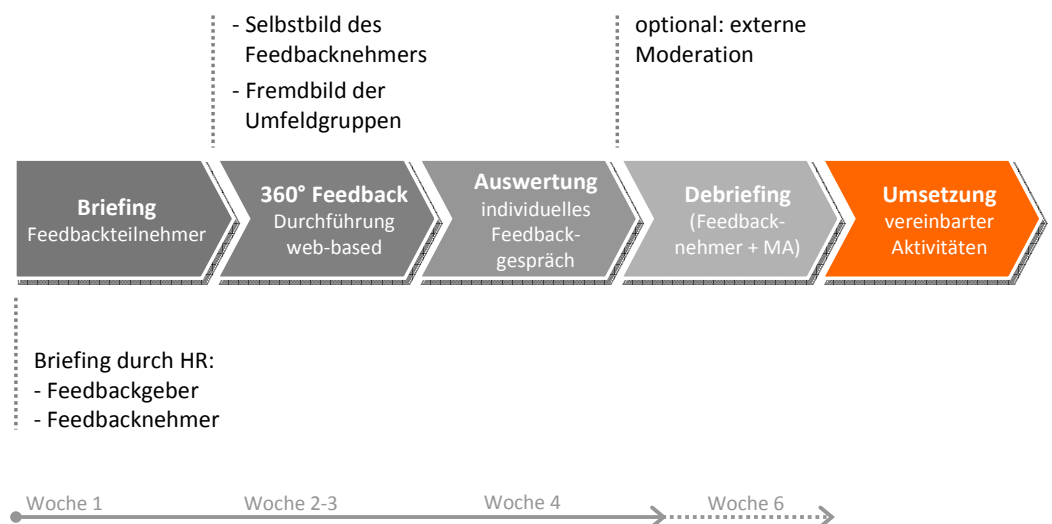 - Selbstbild des
Feedbacknehmers
- Fremdbild der
Umfeldgruppen
optional: externe
Moderation
Briefing
Feedbackteilnehmer
360° Feedback
Durchführung
web-based
Auswertung
individuelles
Feedback-
gespräch
Debriefing
(Feedback-
nehmer + MA)
Umsetzung
vereinbarter
Aktivitäten
Briefing durch HR:
- Feedbackgeber
- Feedbacknehmer
Woche 1
Woche 2-3
Woche 4
Woche 6